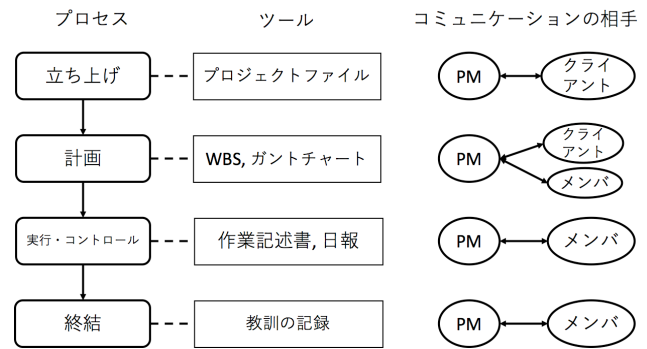 プロセス
ツール
コミュニケーションの相手
立ち上げ
プロジェクトファイル
PM
クライ
アント
計画
WBS, ガントチャート
PM
クライ
アント
メンバ
実行・コントロール
作業記述書, 日報
PM
メンバ
終結
教訓の記録
PM
メンバ